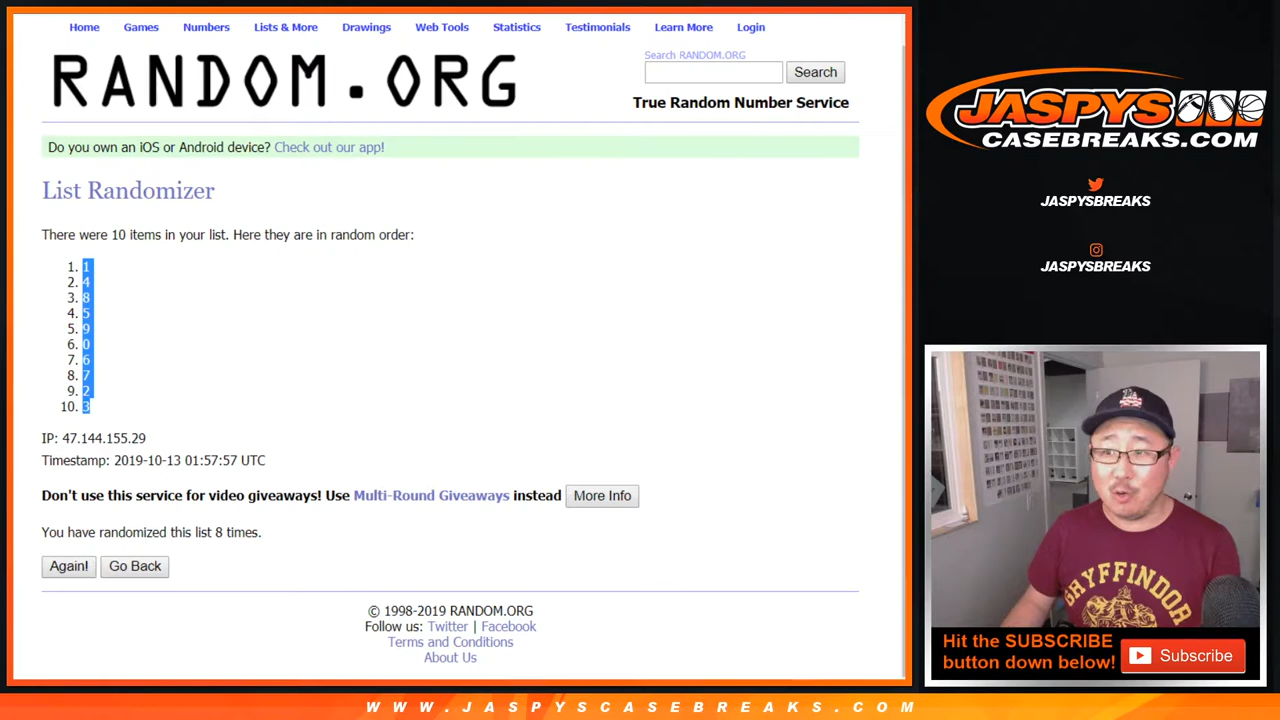 Home Games Numbers Lists & More Drawings Web Tools Statistics Testimonials Learn More Login
RANDOM.ORG
Search RANDOM.ORG
Search
True Random Number Service
Do you own an iOS or Android device? Check out our app!
List Randomizer
There were 10 items in your list. Here they are in random order:
1. 1
2. 4
3. 8
4. 5
5. 9
6. 0
7. 6
8. 7
9. 2
10. 3
IP: 47.144.155.29
Timestamp: 2019-10-13 01:57:57 UTC
Don't use this service for video giveaways! Use Multi-Round Giveaways instead More Info
You have randomized this list 8 times.
Again! Go Back
© 1998-2019 RANDOM.ORG
Follow us: Twitter | Facebook
Terms and Conditions
About Us
JASPYS
CASEBREAKS.COM
JASPYSBREAKS
JASPYSBREAKS
GRYFFINDOR
Hit the SUBSCRIBE
button down below!
Subscribe
WWW.JASPYSCASEBREAKS.COM